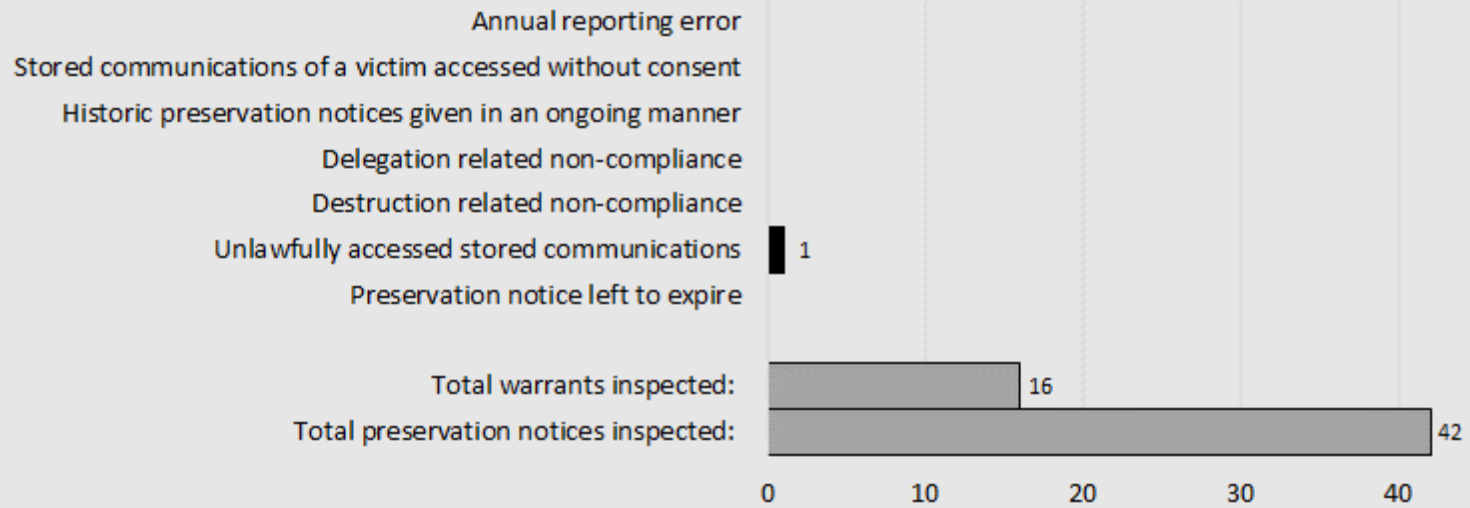 Annual reporting error
Stored communications of a victim accessed without consent
Historic preservation notices given in an ongoing manner
Delegation related non-compliance
Destruction related non-compliance
Unlawfully accessed stored communications 1
Preservation notice left to expire
Total warrants inspected: 16
Total preservation notices inspected: 42
0 10 20 30 40